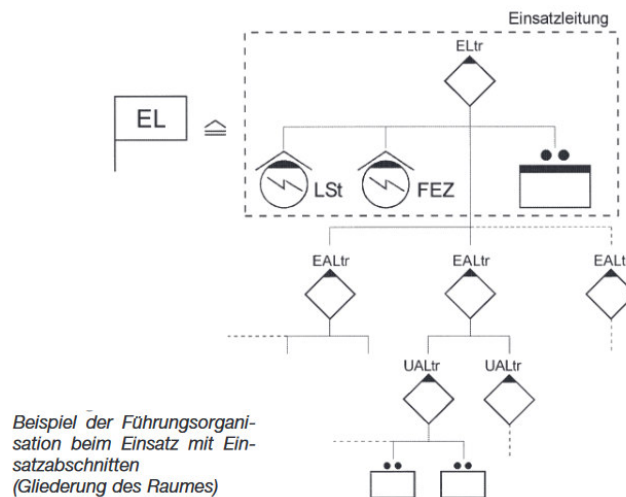 Einsatzleitung
ELtr
EL
LSt
FEZ
EALtr
EALtr
EALt
UALtr
UALtr
Beispiel der Führungsorgani-
sation beim Einsatz mit Ein-
satzabschnitten
(Gliederung des Raumes)